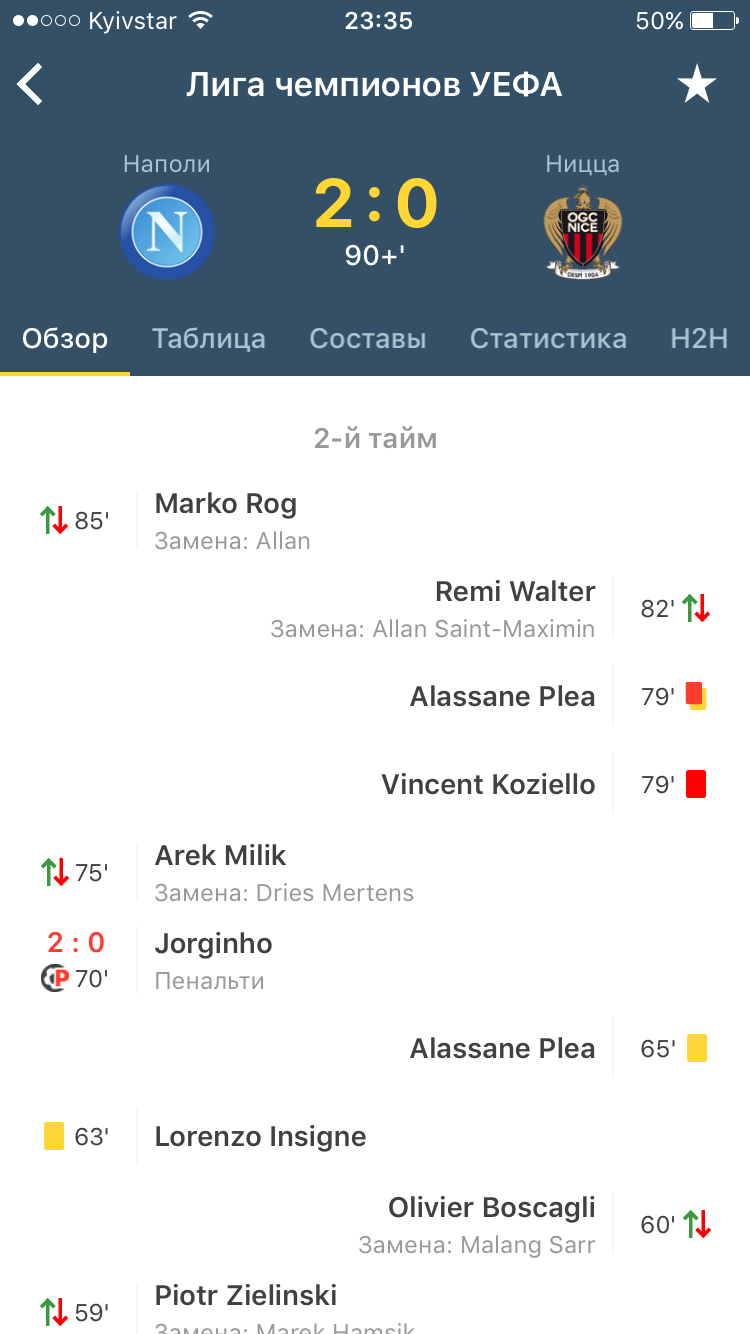 Kyivstar 23:35 50%
Лига чемпионов УЕФА
Наполи Ницца
2:0
90+'
N
OGC
NICE
DESPI 1904
Обзор Таблица Составы Статистика H2H
2-й тайм
85' Marko Rog
Замена: Allan
Remi Walter 82'
Замена: Allan Saint-Maximin
Alassane Plea 79'
Vincent Koziello 79'
75' Arek Milik
Замена: Dries Mertens
2 : 0 Jorginho
P 70' Пенальти
Alassane Plea 65'
63' Lorenzo Insigne
Olivier Boscagli 60'
Замена: Malang Sarr
59' Piotr Zielinski
Замена: Marek Hamsik